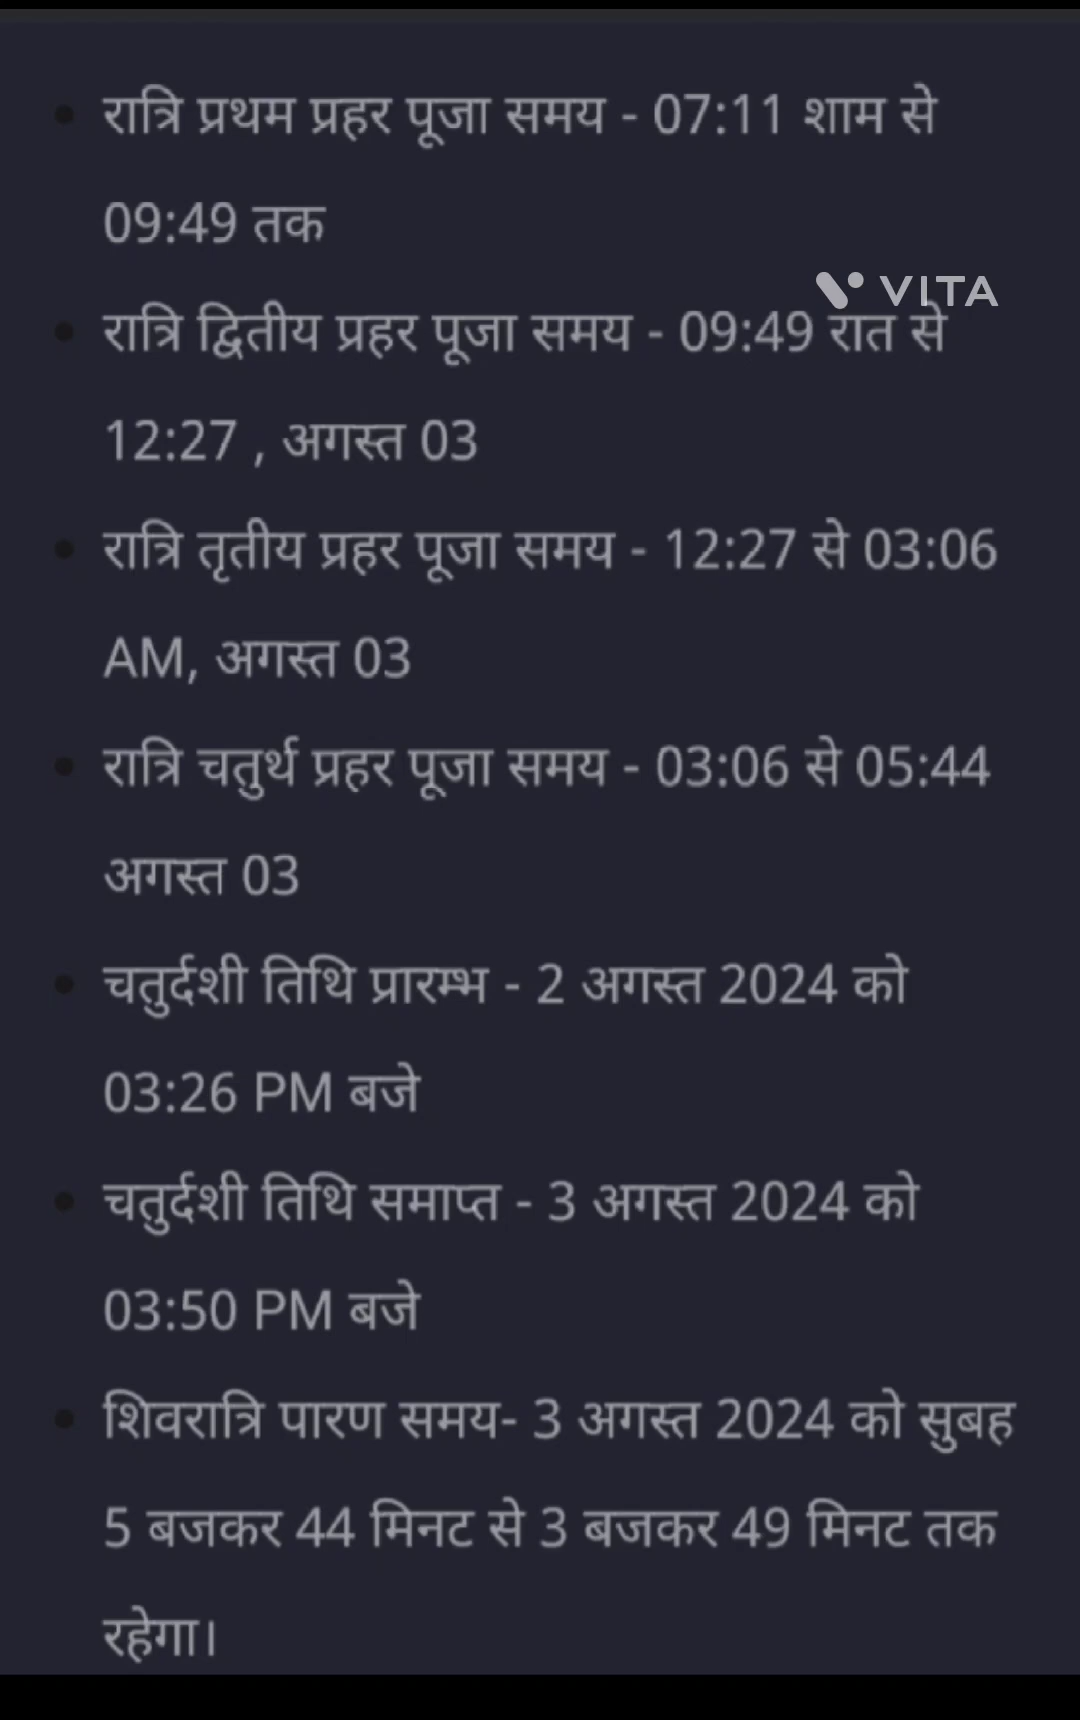 रात्रि प्रथम प्रहर पूजा समय - 07:11 शाम से
09:49 तक
VITA
रात्रि द्वितीय प्रहर पूजा समय - 09:49 रात से
12:27 , अगस्त 03
रात्रि तृतीय प्रहर पूजा समय - 12:27 से 03:06
AM, अगस्त 03
रात्रि चतुर्थ प्रहर पूजा समय - 03:06 से 05:44
अगस्त 03
चतुर्दशी तिथि प्रारम्भ - 2 अगस्त 2024 को
03:26 PM बजे
चतुर्दशी तिथि समाप्त - 3 अगस्त 2024 को
03:50 PM बजे
शिवरात्रि पारण समय- 3 अगस्त 2024 को सुबह
5 बजकर 44 मिनट से 3 बजकर 49 मिनट तक
रहेगा।